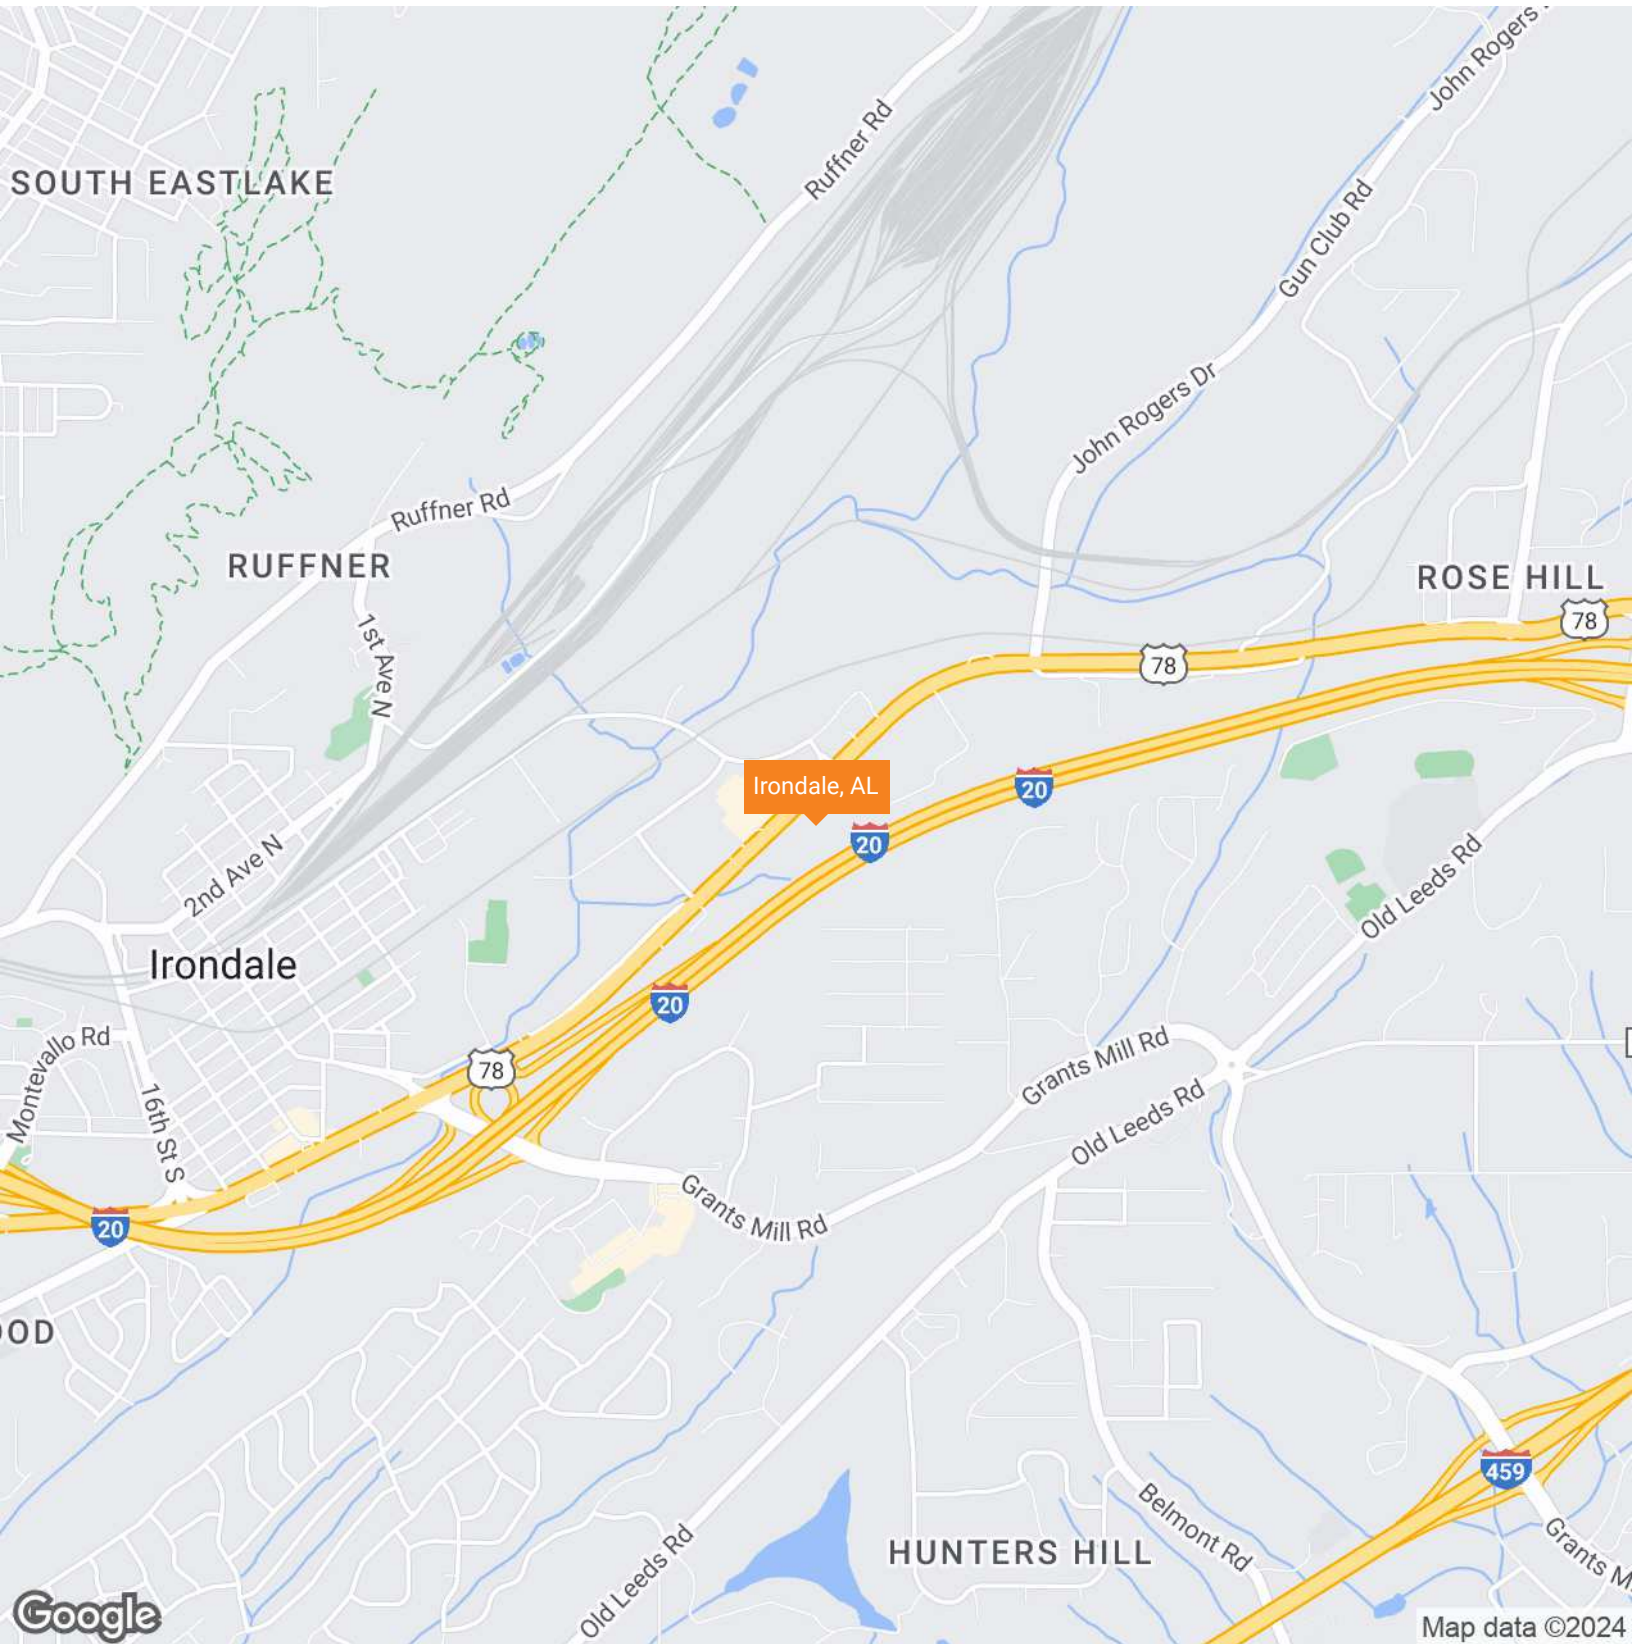 John Rogers
Ruffner Rd
SOUTH EASTLAKE
Gun Club Rd
John Rogers Dr
Ruffner Rd
RUFFNER
ROSE HILL
78
1st Ave N
78
Irondale, AL
20
20
2nd Ave N
Old Leeds Rd
Irondale
20
Montevallo Rd
78
Grants Mill Rd
16th St S
Old Leeds Rd
Grants Mill Rd
20
OOD
459
Belmont Rd
HUNTERS HILL
Old Leeds Rd
Grants M
Google
Map data ©2024